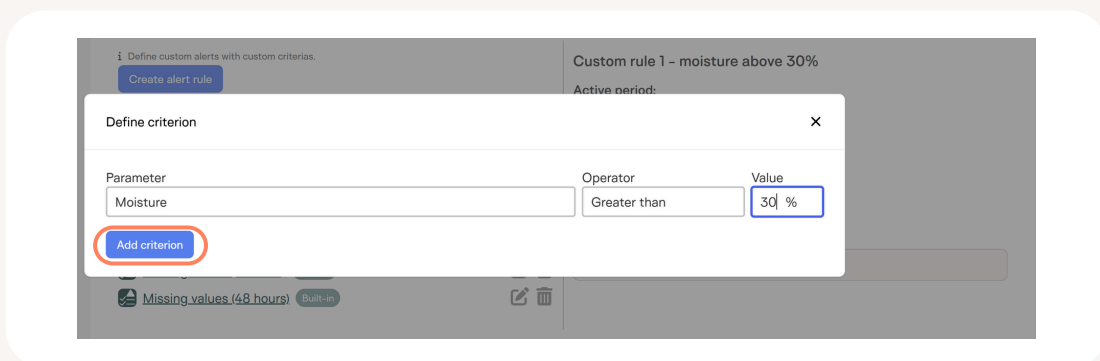 i Define custom alerts with custom criterias.
Create alert rule
Custom rule 1 - moisture above 30%
Active period:
Define criterion
Parameter
Operator
Value
Moisture
Greater than
30 %
Add criterion
Missing values (48 hours) Built-in